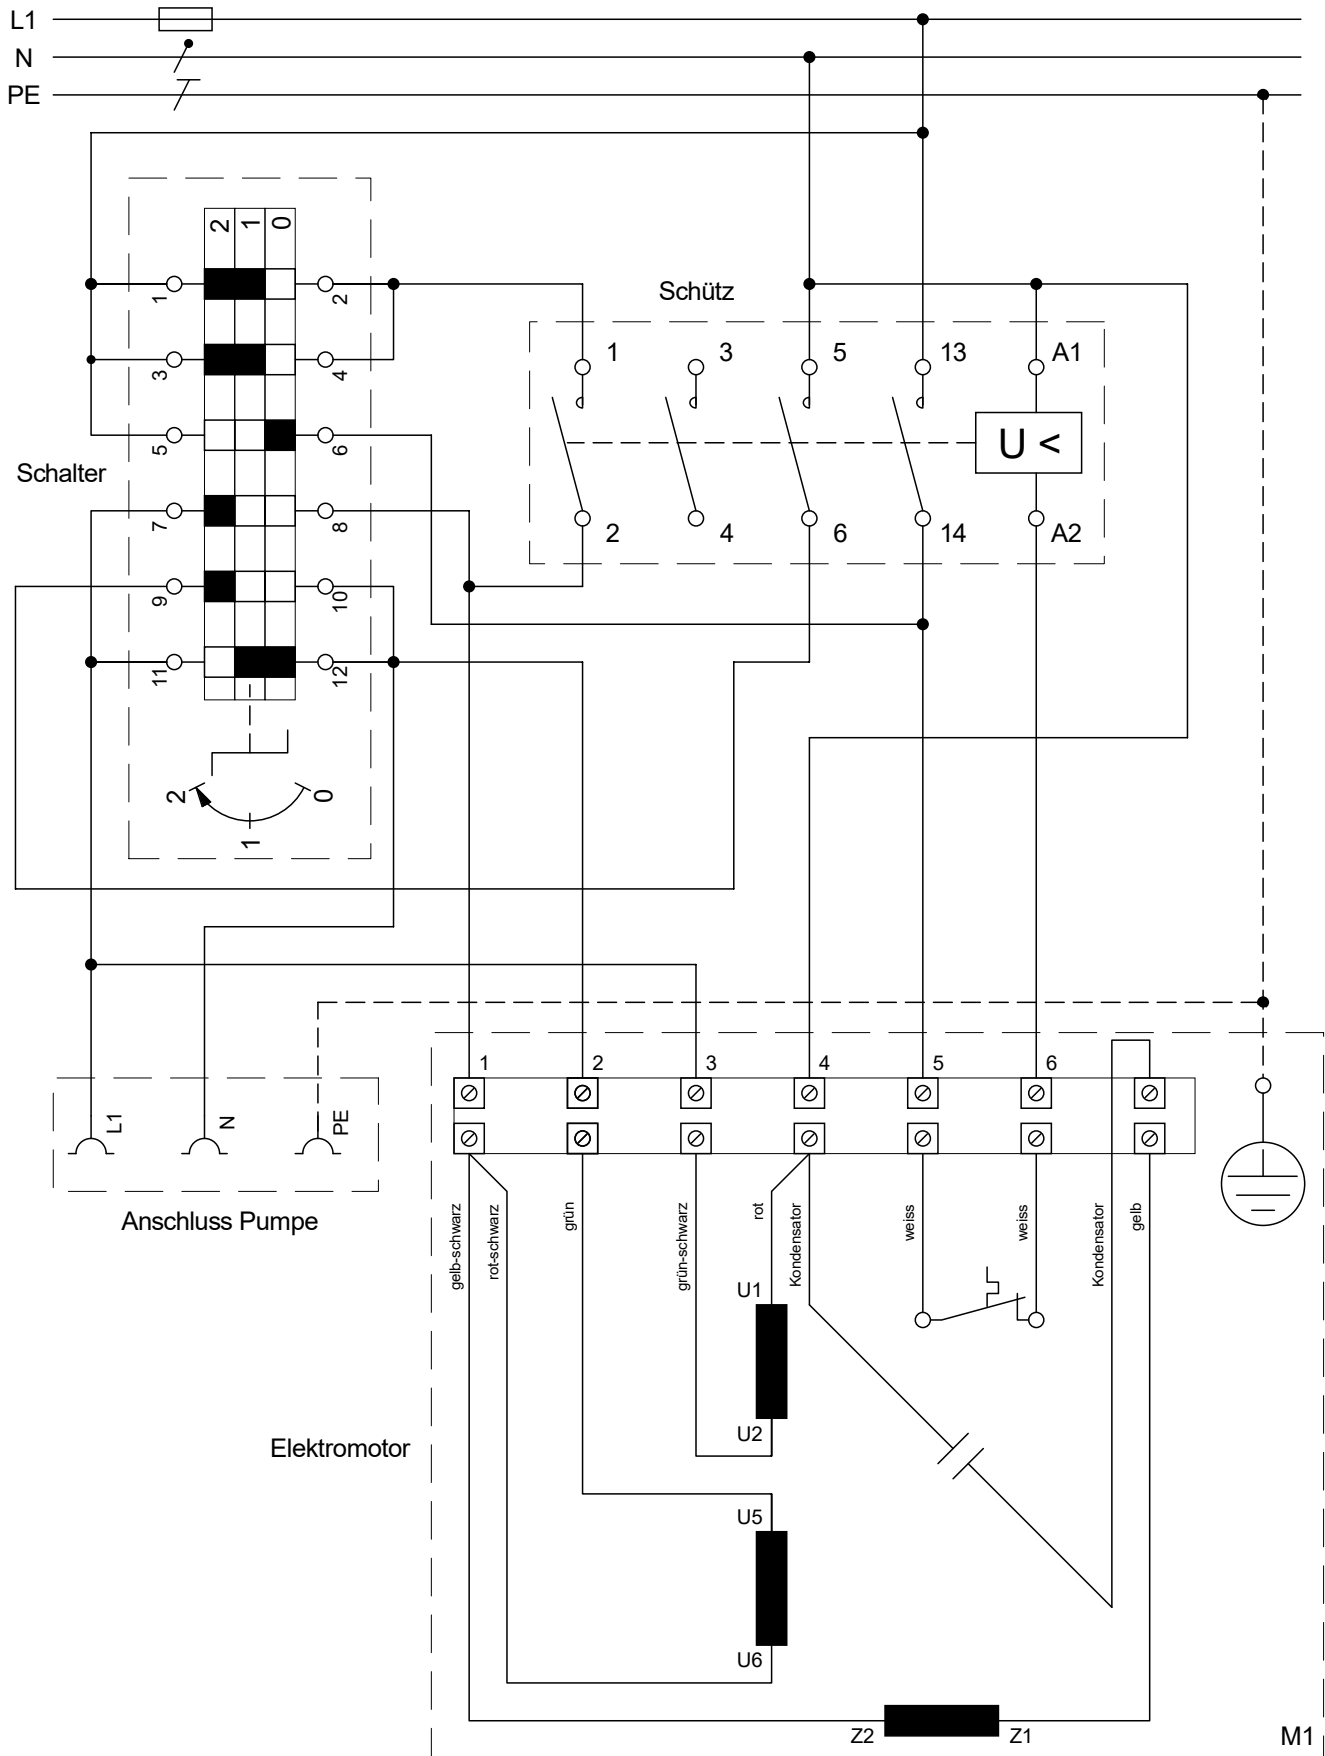 L1
N
PE
2 1 0
1 2
3 4
5 6
7 8
9 10
11 12
Schalter
2 1 0
Schütz
1 3 5 13 A1
U <
2 4 6 14 A2
L1 N PE
Anschluss Pumpe
1 2 3 4 5 6
gelb-schwarz
rot-schwarz
grün
grün-schwarz
rot
Kondensator
weiss
weiss
Kondensator
gelb
U1
U2
Elektromotor
U5
U6
Z2 Z1
M1